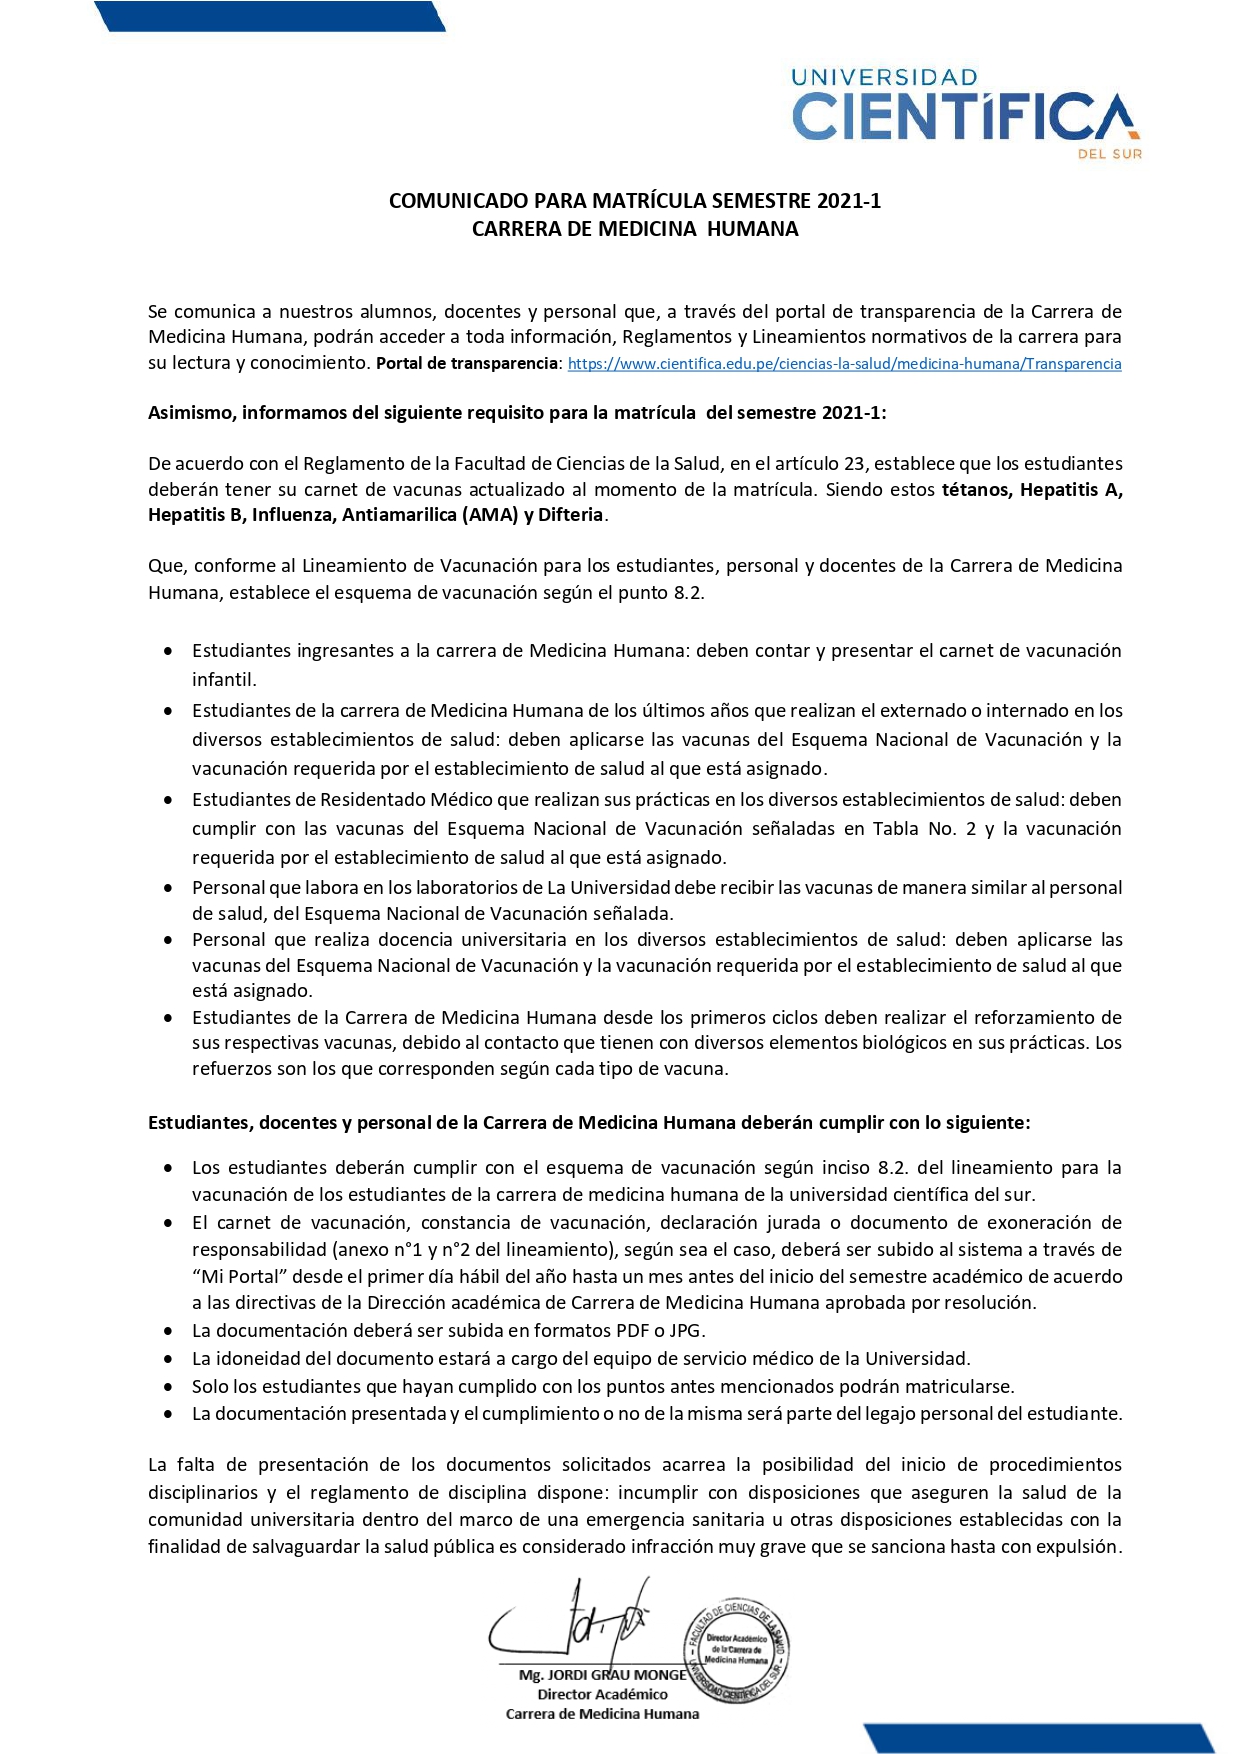 UNIVERSIDAD
CIENTÍFICA
DEL SUR
COMUNICADO PARA MATRÍCULA SEMESTRE 2021-1
CARRERA DE MEDICINA  HUMANA
Se comunica a nuestros alumnos, docentes y personal que, a través del portal de transparencia de la Carrera de
Medicina Humana, podrán acceder a toda información, Reglamentos y Lineamientos normativos de la carrera para
su lectura y conocimiento. Portal de transparencia: https://www.cientifica.edu.pe/ciencias-la-salud/medicina-humana/Transparencia
Asimismo, informamos del siguiente requisito para la matrícula  del semestre 2021-1:
De acuerdo con el Reglamento de la Facultad de Ciencias de la Salud, en el artículo 23, establece que los estudiantes
deberán tener su carnet de vacunas actualizado al momento de la matrícula. Siendo estos tétanos, Hepatitis A,
Hepatitis B, Influenza, Antiamarilica (AMA) y Difteria.
Que, conforme al Lineamiento de Vacunación para los estudiantes, personal y docentes de la Carrera de Medicina
Humana, establece el esquema de vacunación según el punto 8.2.
• Estudiantes ingresantes a la carrera de Medicina Humana: deben contar y presentar el carnet de vacunación
infantil.
• Estudiantes de la carrera de Medicina Humana de los últimos años que realizan el externado o internado en los
diversos establecimientos de salud: deben aplicarse las vacunas del Esquema Nacional de Vacunación y la
vacunación requerida por el establecimiento de salud al que está asignado.
• Estudiantes de Residentado Médico que realizan sus prácticas en los diversos establecimientos de salud: deben
cumplir con las vacunas del Esquema Nacional de Vacunación señaladas en Tabla No. 2 y la vacunación
requerida por el establecimiento de salud al que está asignado.
• Personal que labora en los laboratorios de La Universidad debe recibir las vacunas de manera similar al personal
de salud, del Esquema Nacional de Vacunación señalada.
• Personal que realiza docencia universitaria en los diversos establecimientos de salud: deben aplicarse las
vacunas del Esquema Nacional de Vacunación y la vacunación requerida por el establecimiento de salud al que
está asignado.
• Estudiantes de la Carrera de Medicina Humana desde los primeros ciclos deben realizar el reforzamiento de
sus respectivas vacunas, debido al contacto que tienen con diversos elementos biológicos en sus prácticas. Los
refuerzos son los que corresponden según cada tipo de vacuna.
Estudiantes, docentes y personal de la Carrera de Medicina Humana deberán cumplir con lo siguiente:
• Los estudiantes deberán cumplir con el esquema de vacunación según inciso 8.2. del lineamiento para la
vacunación de los estudiantes de la carrera de medicina humana de la universidad científica del sur.
• El carnet de vacunación, constancia de vacunación, declaración jurada o documento de exoneración de
responsabilidad (anexo n°1 y n°2 del lineamiento), según sea el caso, deberá ser subido al sistema a través de
“Mi Portal” desde el primer día hábil del año hasta un mes antes del inicio del semestre académico de acuerdo
a las directivas de la Dirección académica de Carrera de Medicina Humana aprobada por resolución.
• La documentación deberá ser subida en formatos PDF o JPG.
• La idoneidad del documento estará a cargo del equipo de servicio médico de la Universidad.
• Solo los estudiantes que hayan cumplido con los puntos antes mencionados podrán matricularse.
• La documentación presentada y el cumplimiento o no de la misma será parte del legajo personal del estudiante.
La falta de presentación de los documentos solicitados acarrea la posibilidad del inicio de procedimientos
disciplinarios y el reglamento de disciplina dispone: incumplir con disposiciones que aseguren la salud de la
comunidad universitaria dentro del marco de una emergencia sanitaria u otras disposiciones establecidas con la
finalidad de salvaguardar la salud pública es considerado infracción muy grave que se sanciona hasta con expulsión.
FACULTAD DE CIENCIAS DE LA SALUD
Director Académico
de la Carrera de
Medicina Humana
UNIVERSIDAD CIENTÍFICA DEL SUR
Mg. JORDI GRAU MONGE
Director Académico
Carrera de Medicina Humana